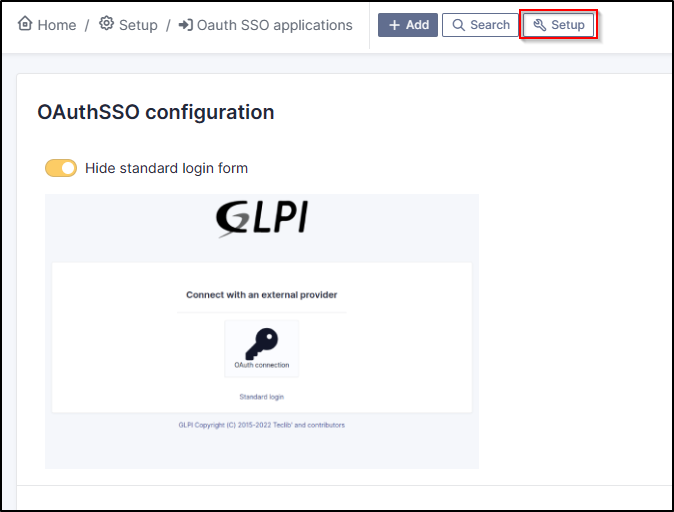 Home / Setup / Oauth SSO applications + Add Search Setup
OAuthSSO configuration
Hide standard login form
GLPI
Connect with an external provider
OAuth connection
Standard login
GLPI Copyright (C) 2015-2022 Teclib' and contributors